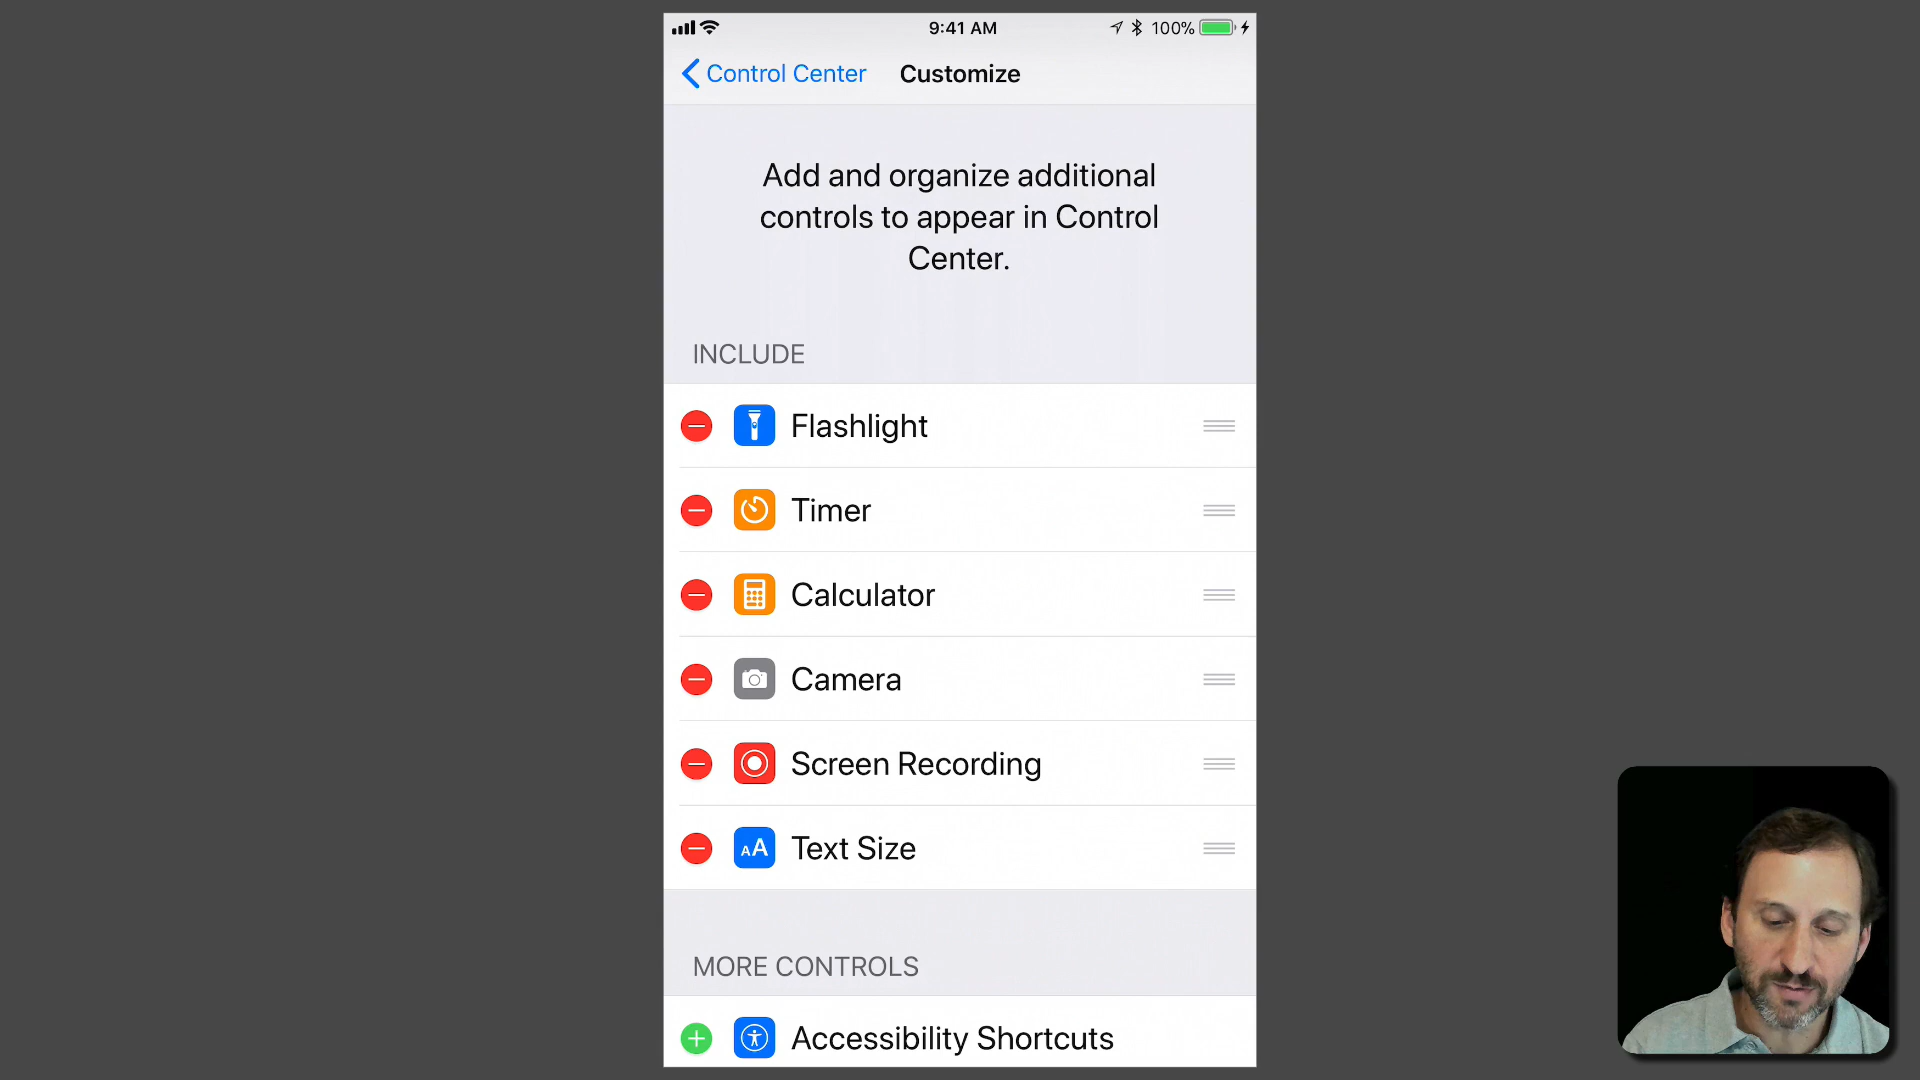 9:41 AM
100%
Control Center
Customize
Add and organize additional
controls to appear in Control
Center.
INCLUDE
Flashlight
Timer
Calculator
Camera
Screen Recording
AA Text Size
MORE CONTROLS
Accessibility Shortcuts